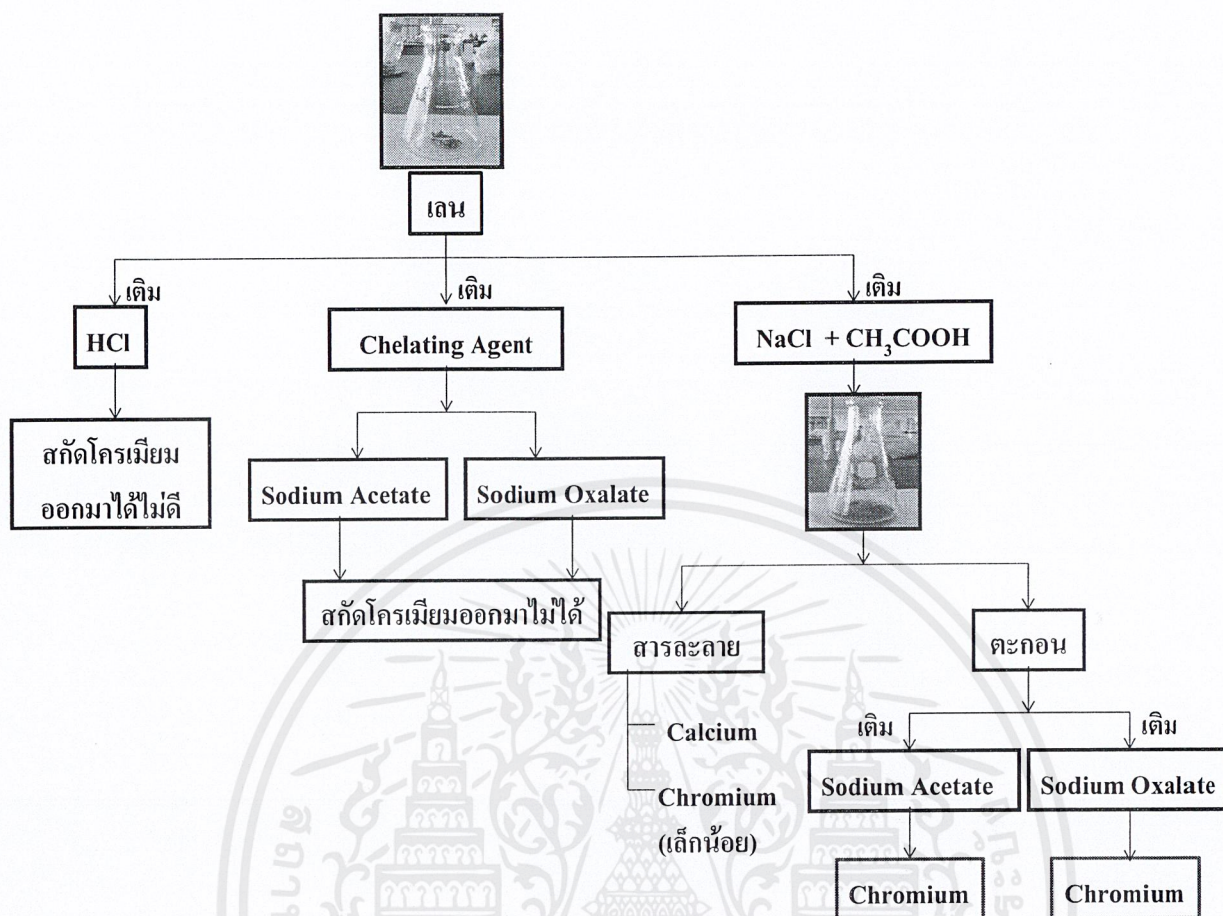 เลน
เติม
เติม
เติม
HCl
Chelating Agent
NaCl + CH₃COOH
สกัดโครเมียม
ออกมาได้ไม่ดี
Sodium Acetate
Sodium Oxalate
สกัดโครเมียมออกมาไม่ได้
สารละลาย
ตะกอน
Calcium
Chromium
(เล็กน้อย)
เติม
เติม
Sodium Acetate
Sodium Oxalate
Chromium
Chromium